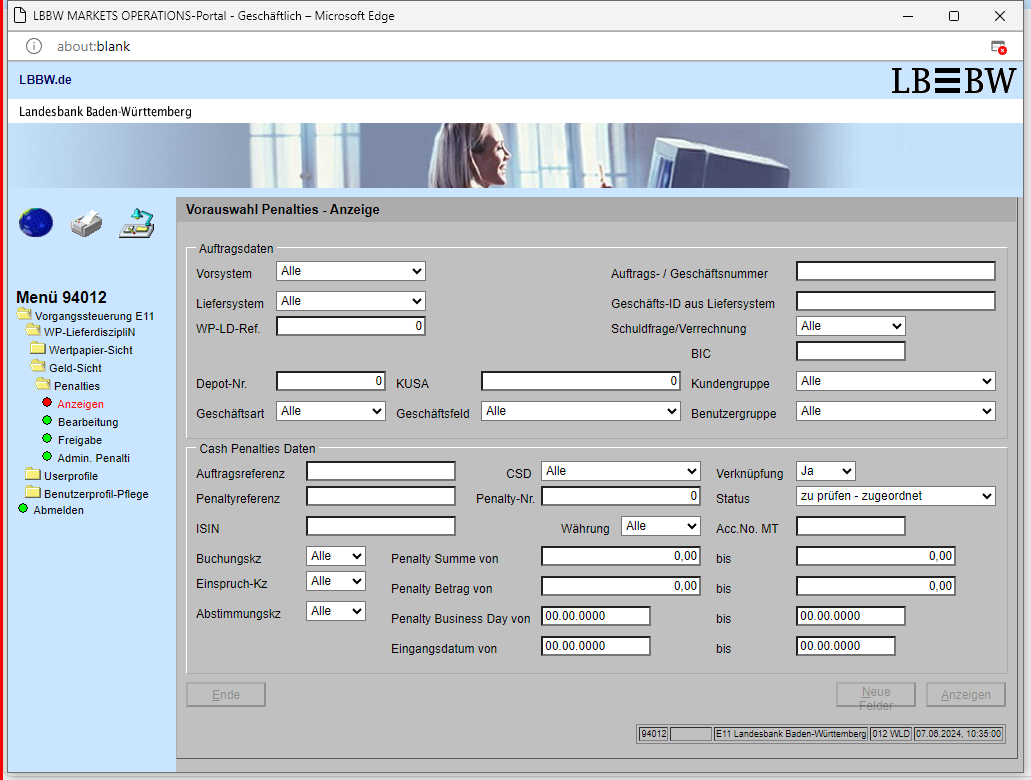 LBBW MARKETS OPERATIONS-Portal - Geschäftlich – Microsoft Edge
about:blank
LBBW.de
LBBW
Landesbank Baden-Württemberg
Vorauswahl Penalties - Anzeige
Menü 94012
Vorgangssteuerung E11
WP-LieferdiszipliN
Wertpapier-Sicht
Geld-Sicht
Penalties
Anzeigen
Bearbeitung
Freigabe
Admin. Penalti
Userprofile
Benutzerprofil-Pflege
Abmelden
Auftragsdaten
Vorsystem Alle Auftrags- / Geschäftsnummer
Liefersystem Alle Geschäfts-ID aus Liefersystem
WP-LD-Ref. 0 Schuldfrage/Verrechnung Alle
BIC
Depot-Nr. 0 KUSA 0 Kundengruppe Alle
Geschäftsart Alle Geschäftsfeld Alle Benutzergruppe Alle
Cash Penalties Daten
Auftragsreferenz CSD Alle Verknüpfung Ja
Penaltyreferenz Penalty-Nr. 0 Status zu prüfen - zugeordnet
ISIN Währung Alle Acc.No. MT
Buchungskz Alle Penalty Summe von 0,00 bis 0,00
Einspruch-Kz Alle Penalty Betrag von 0,00 bis 0,00
Abstimmungskz Alle Penalty Business Day von 00.00.0000 bis 00.00.0000
Eingangsdatum von 00.00.0000 bis 00.00.0000
Ende Neue Felder Anzeigen
94012 E11 Landesbank Baden-Württemberg 012 WLD 07.06.2024, 10:35:00